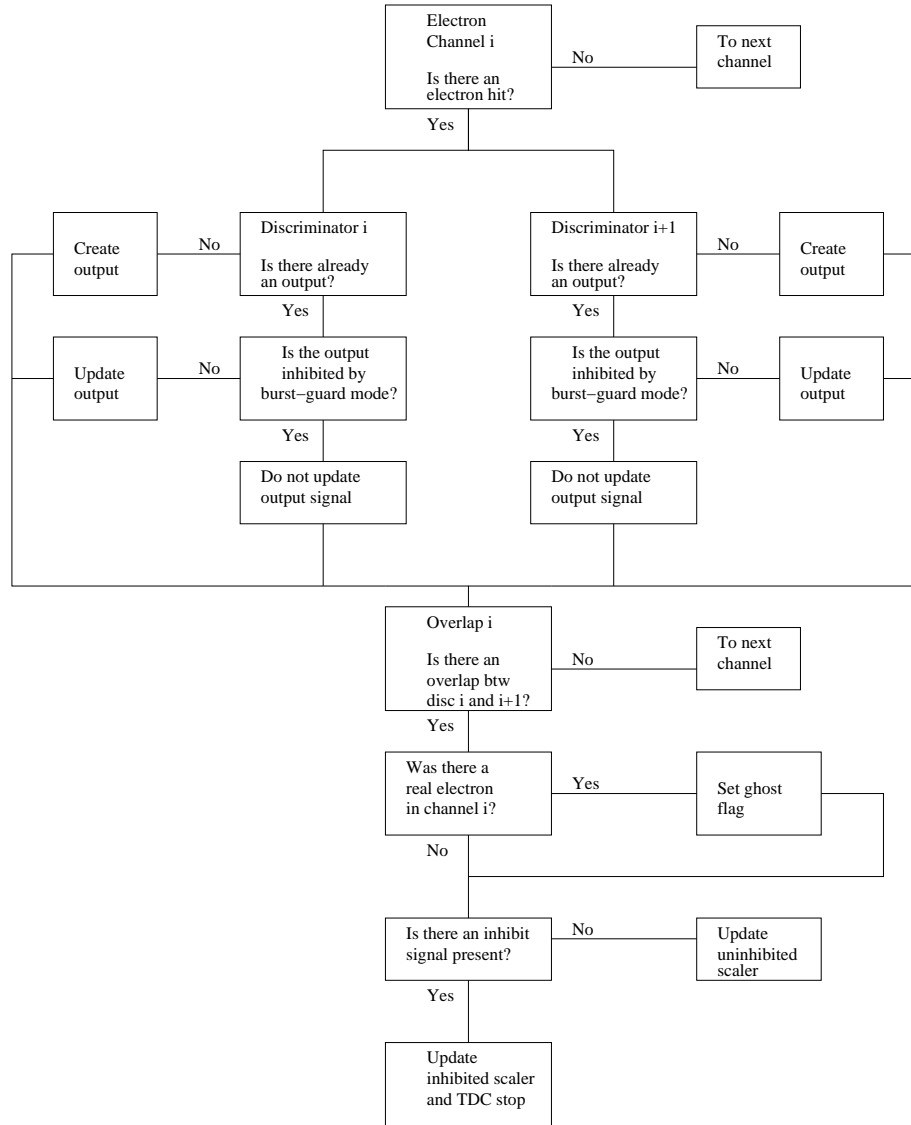 Electron
Channel i
Is there an
electron hit?
No
To next
channel
Yes
Create
output
No
Discriminator i
Is there already
an output?
Discriminator i+1
Is there already
an output?
No
Create
output
Yes
Yes
Update
output
No
Is the output
inhibited by
burst−guard mode?
Is the output
inhibited by
burst−guard mode?
No
Update
output
Yes
Yes
Do not update
output signal
Do not update
output signal
Overlap i
Is there an
overlap btw
disc i and i+1?
No
To next
channel
Yes
Was there a
real electron
in channel i?
Yes
Set ghost
flag
No
Is there an inhibit
signal present?
No
Update
uninhibited
scaler
Yes
Update
inhibited scaler
and TDC stop